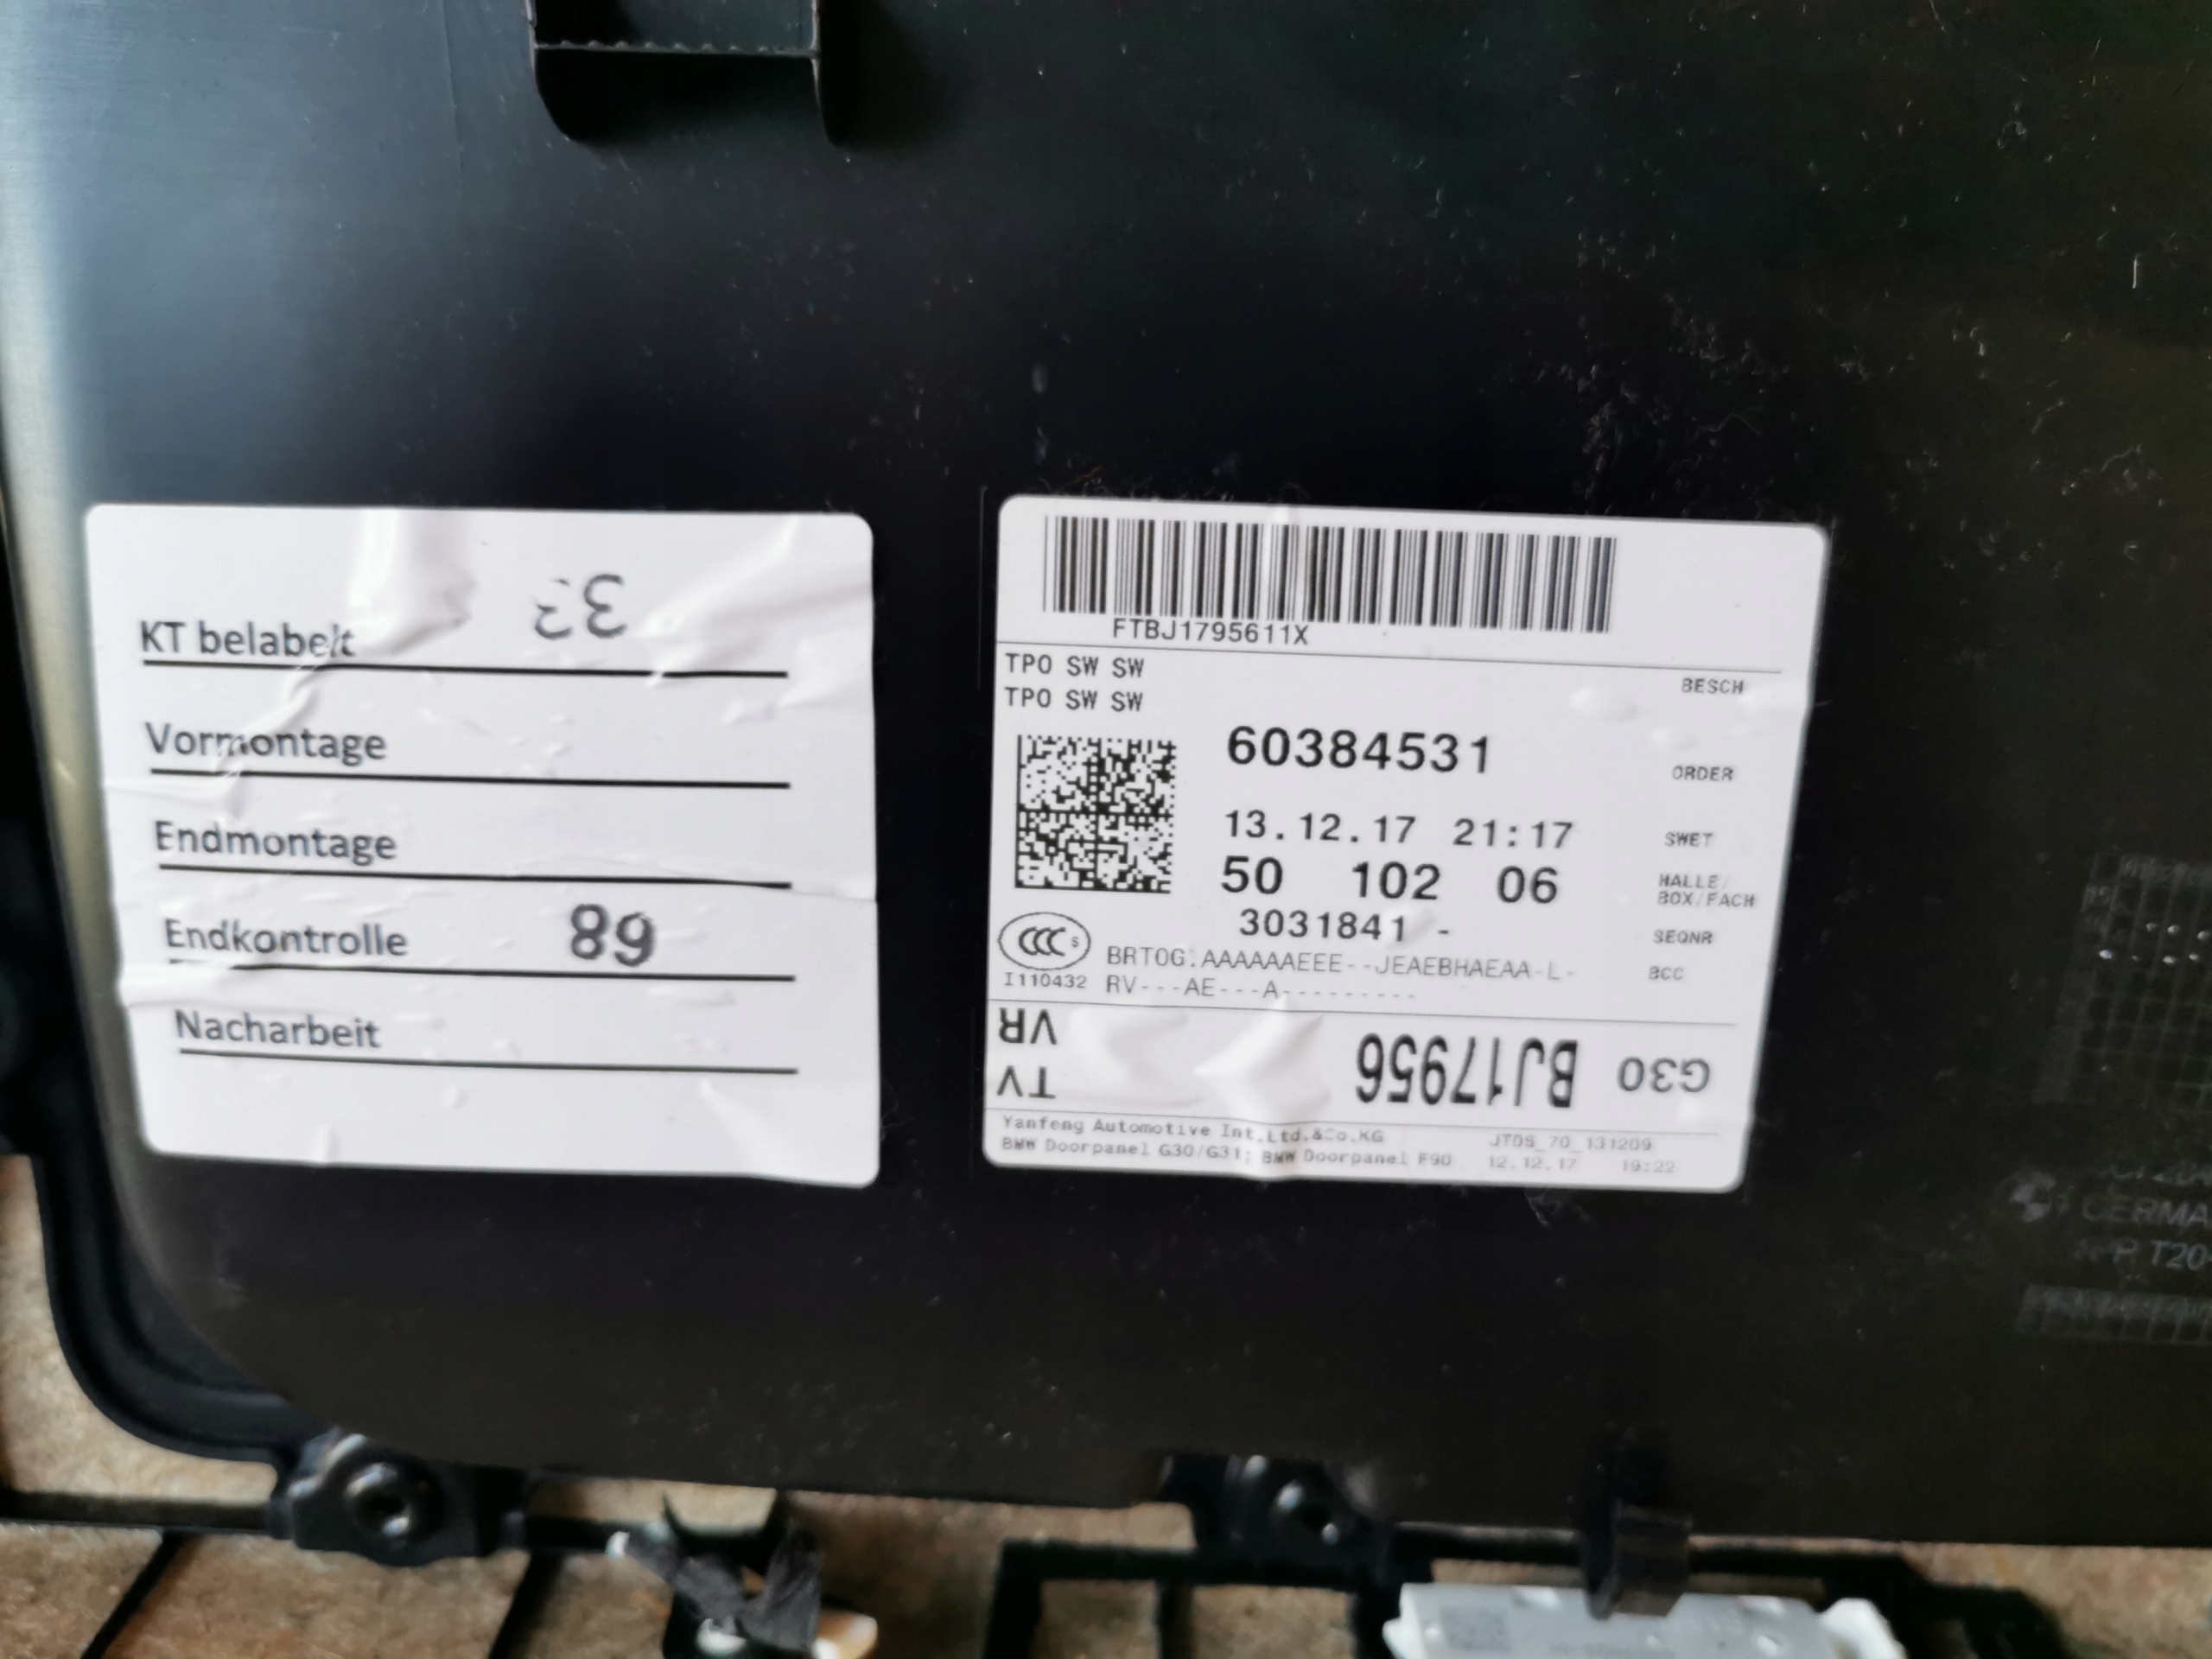 33
KT belabelt
Vormontage
Endmontage
Endkontrolle 89
Nacharbeit
FTBJ1795611X
TPO SW SW
TPO SW SW
BESCH
60384531
ORDER
13.12.17 21:17
SWET
50 102 06
HALLE/
BOX/FACH
3031841 -
SEQNR
CCC S
I110432
BRTOG.AAAAAAEEE--JEAEBHAEAA-L-
BCC
RV---AE---A---------
VR
TV
BJ17956
G30
Yanfeng Automotive Int.Ltd.&Co.KG
JTDS_70_131209
BMW Doorpanel G30/G31; BMW Doorpanel F90
12.12.17 19:22
T20